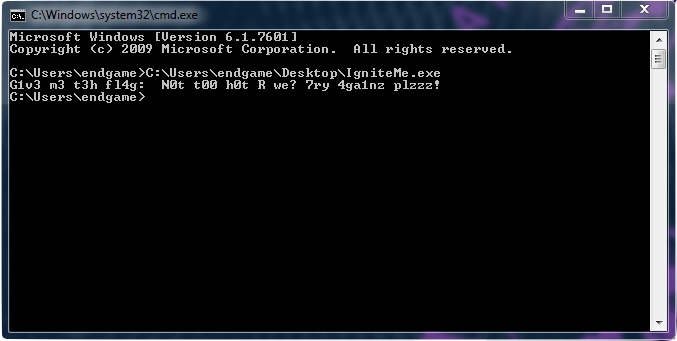 C:\Windows\system32\cmd.exe
Microsoft Windows [Version 6.1.7601]
Copyright (c) 2009 Microsoft Corporation.  All rights reserved.
C:\Users\endgame>C:\Users\endgame\Desktop\IgniteMe.exe
G1v3 m3 t3h fl4g:  N0t t00 h0t R we? 7ry 4ga1nz plzzz!
C:\Users\endgame>